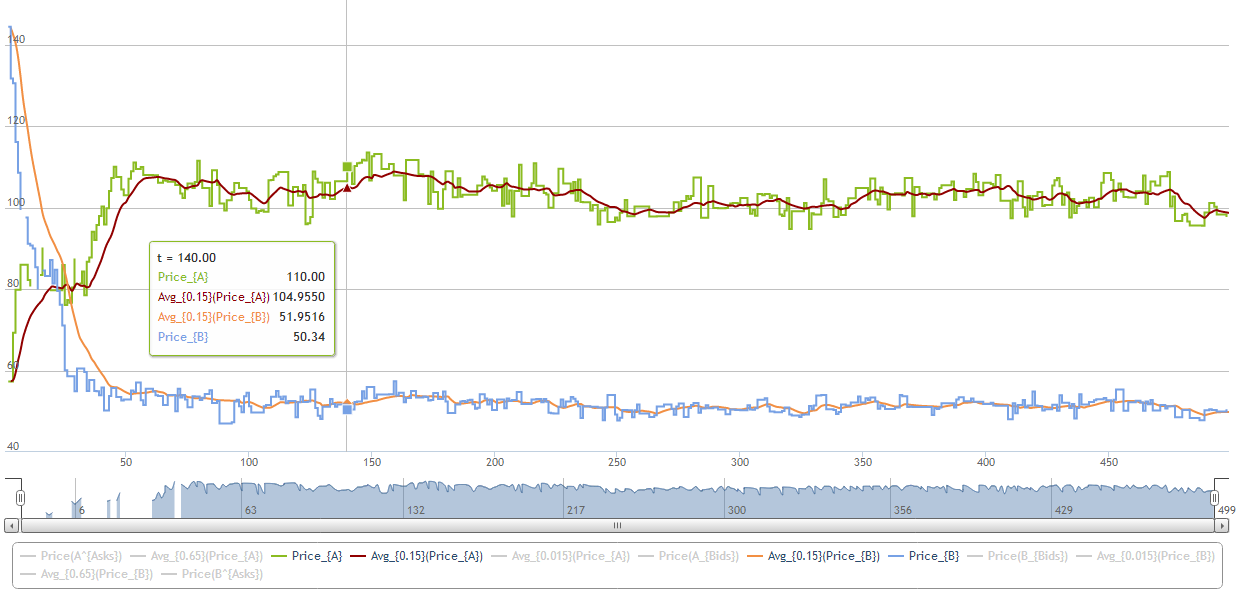 140
120
100
80
60
40
t = 140.00
Price_{A} 110.00
Avg_{0.15}(Price_{A}) 104.9550
Avg_{0.15}(Price_{B}) 51.9516
Price_{B} 50.34
50 100 150 200 250 300 350 400 450
6 63 132 217 300 356 429 499
Price(A^{Asks}) Avg_{0.65}(Price_{A}) Price_{A} Avg_{0.15}(Price_{A}) Avg_{0.015}(Price_{A}) Price(A_{Bids}) Avg_{0.15}(Price_{B}) Price_{B} Price(B_{Bids}) Avg_{0.015}(Price_{B})
Avg_{0.65}(Price_{B}) Price(B^{Asks})